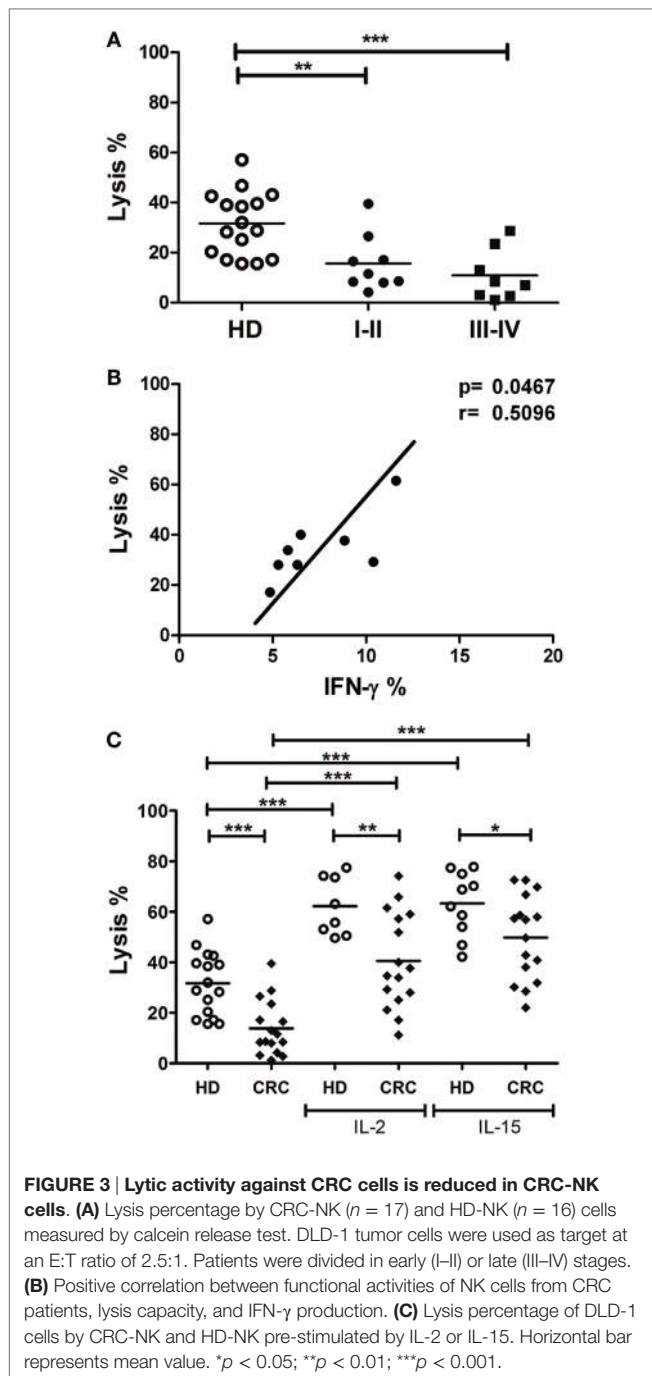 A
***
**
100
80
60
40
20
0
Lysis %
HD I-II III-IV
B
p= 0.0467
r= 0.5096
100
80
60
40
20
0
Lysis %
0 5 10 15 20
IFN-γ %
C
***
***
***
***
*** ** *
100
80
60
40
20
0
Lysis %
HD CRC HD CRC HD CRC
IL-2 IL-15
FIGURE 3 | Lytic activity against CRC cells is reduced in CRC-NK
cells. (A) Lysis percentage by CRC-NK (n = 17) and HD-NK (n = 16) cells
measured by calcein release test. DLD-1 tumor cells were used as target at
an E:T ratio of 2.5:1. Patients were divided in early (I–II) or late (III–IV) stages.
(B) Positive correlation between functional activities of NK cells from CRC
patients, lysis capacity, and IFN-γ production. (C) Lysis percentage of DLD-1
cells by CRC-NK and HD-NK pre-stimulated by IL-2 or IL-15. Horizontal bar
represents mean value. *p < 0.05; **p < 0.01; ***p < 0.001.